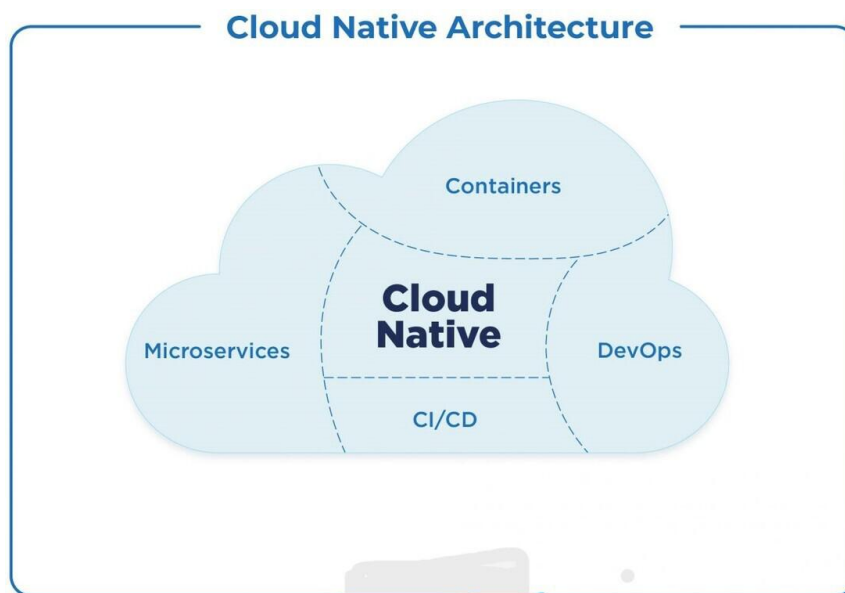 Cloud Native Architecture
Containers
Cloud
Native
Microservices
DevOps
CI/CD